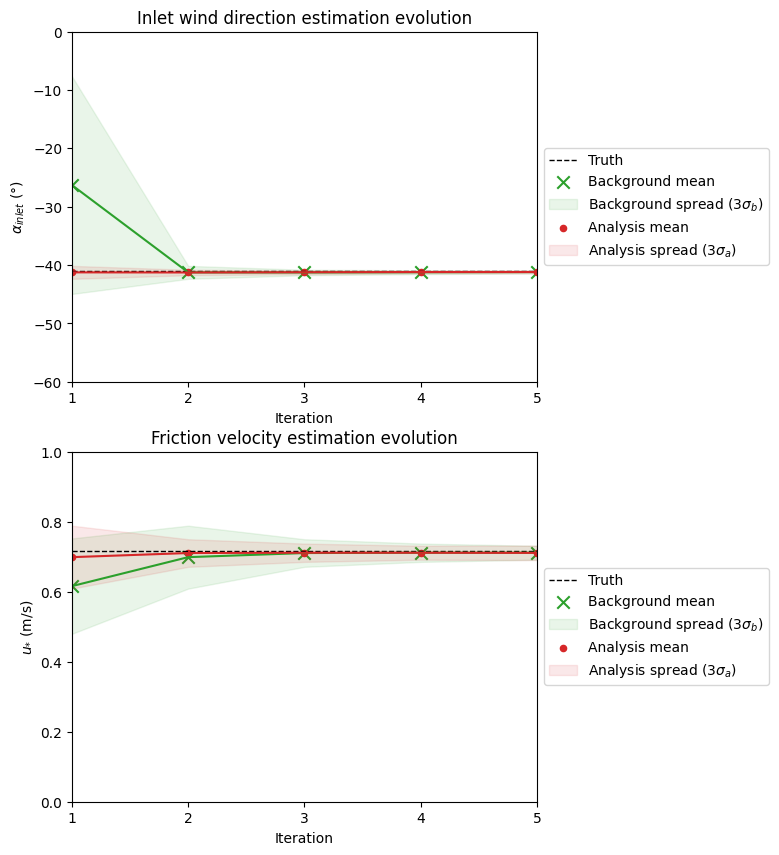 Inlet wind direction estimation evolution
0
−10
−20
−30
−40
−50
−60
α_inlet (°)
1 2 3 4 5
Iteration
Truth
Background mean
Background spread (3σ_b)
Analysis mean
Analysis spread (3σ_a)
Friction velocity estimation evolution
1.0
0.8
0.6
0.4
0.2
0.0
u_* (m/s)
1 2 3 4 5
Iteration
Truth
Background mean
Background spread (3σ_b)
Analysis mean
Analysis spread (3σ_a)